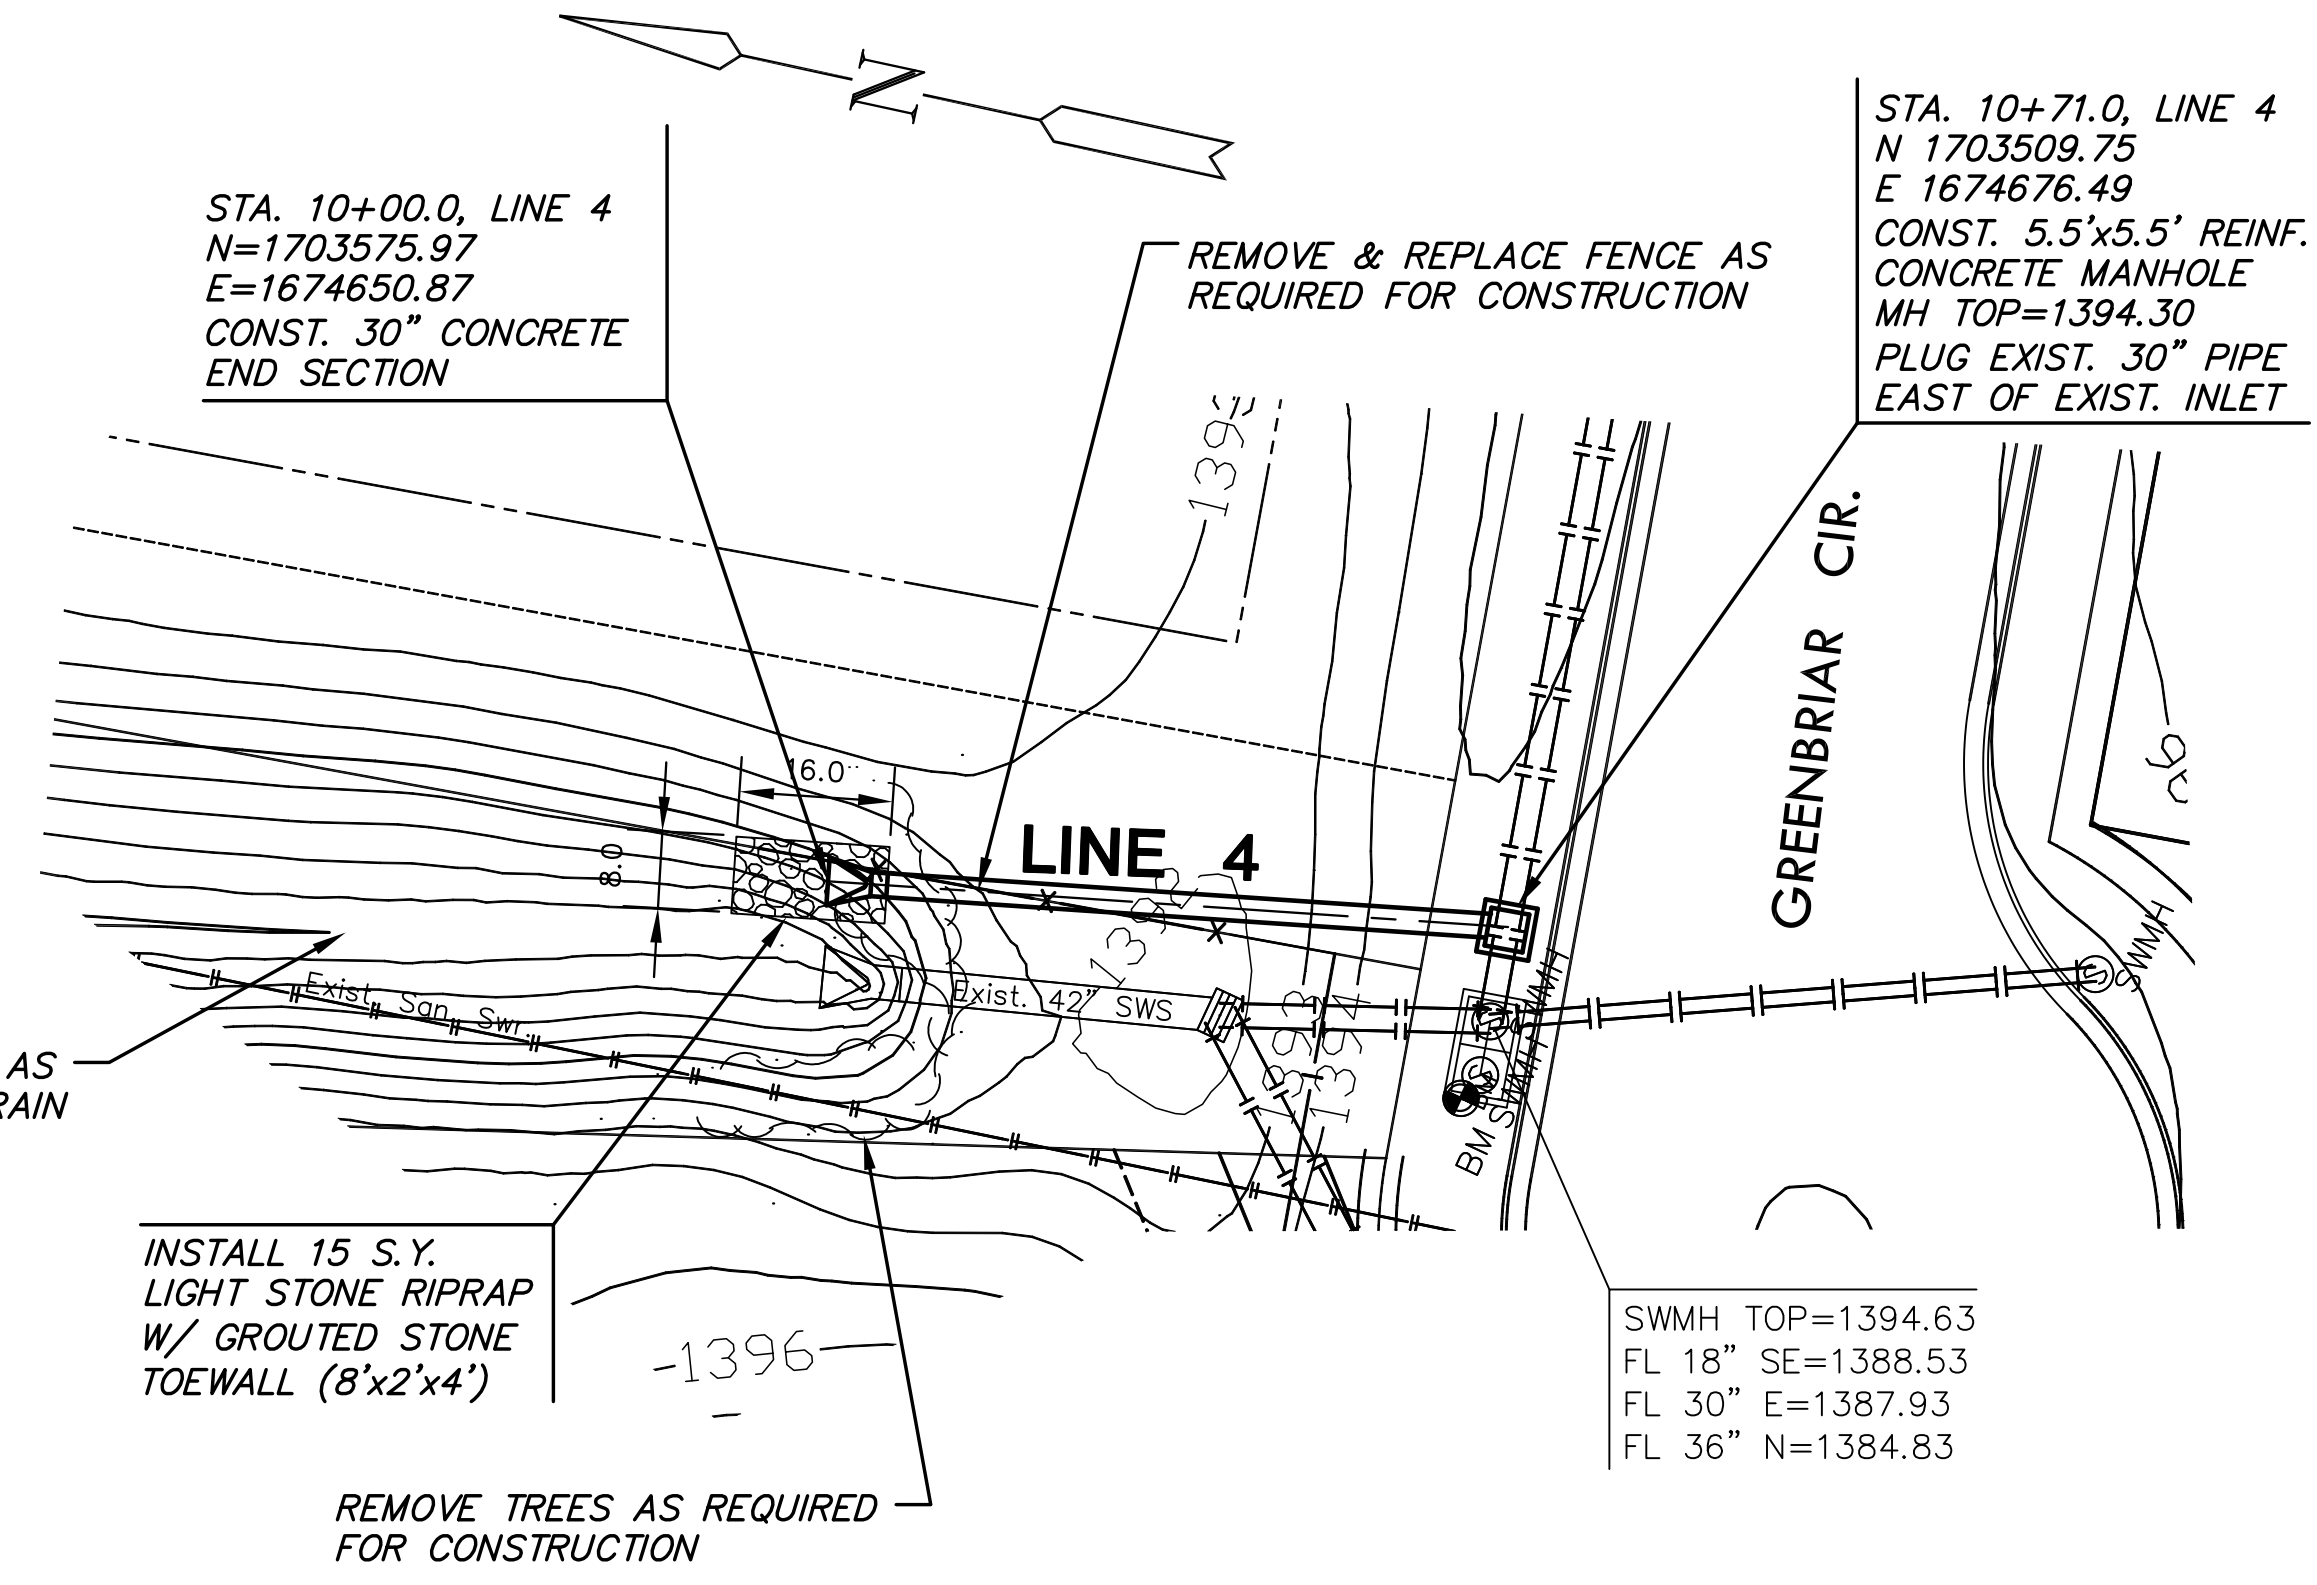 N
STA. 10+71.0, LINE 4
N 1703509.75
E 1674676.49
CONST. 5.5'x5.5' REINF.
CONCRETE MANHOLE
MH TOP=1394.30
PLUG EXIST. 30" PIPE
EAST OF EXIST. INLET
STA. 10+00.0, LINE 4
N=1703575.97
E=1674650.87
CONST. 30" CONCRETE
END SECTION
REMOVE & REPLACE FENCE AS
REQUIRED FOR CONSTRUCTION
GREENBRIAR CIR.
16.0
8.0
LINE 4
SWMH
Exist. San. Swr.
Exist. 42" SWS
1393
1394
SWMH
BM SWMH
AS
RAIN
INSTALL 15 S.Y.
LIGHT STONE RIPRAP
W/ GROUTED STONE
TOEWALL (8'x2'x4')
SWMH TOP=1394.63
FL 18" SE=1388.53
FL 30" E=1387.93
FL 36" N=1384.83
1396
REMOVE TREES AS REQUIRED
FOR CONSTRUCTION